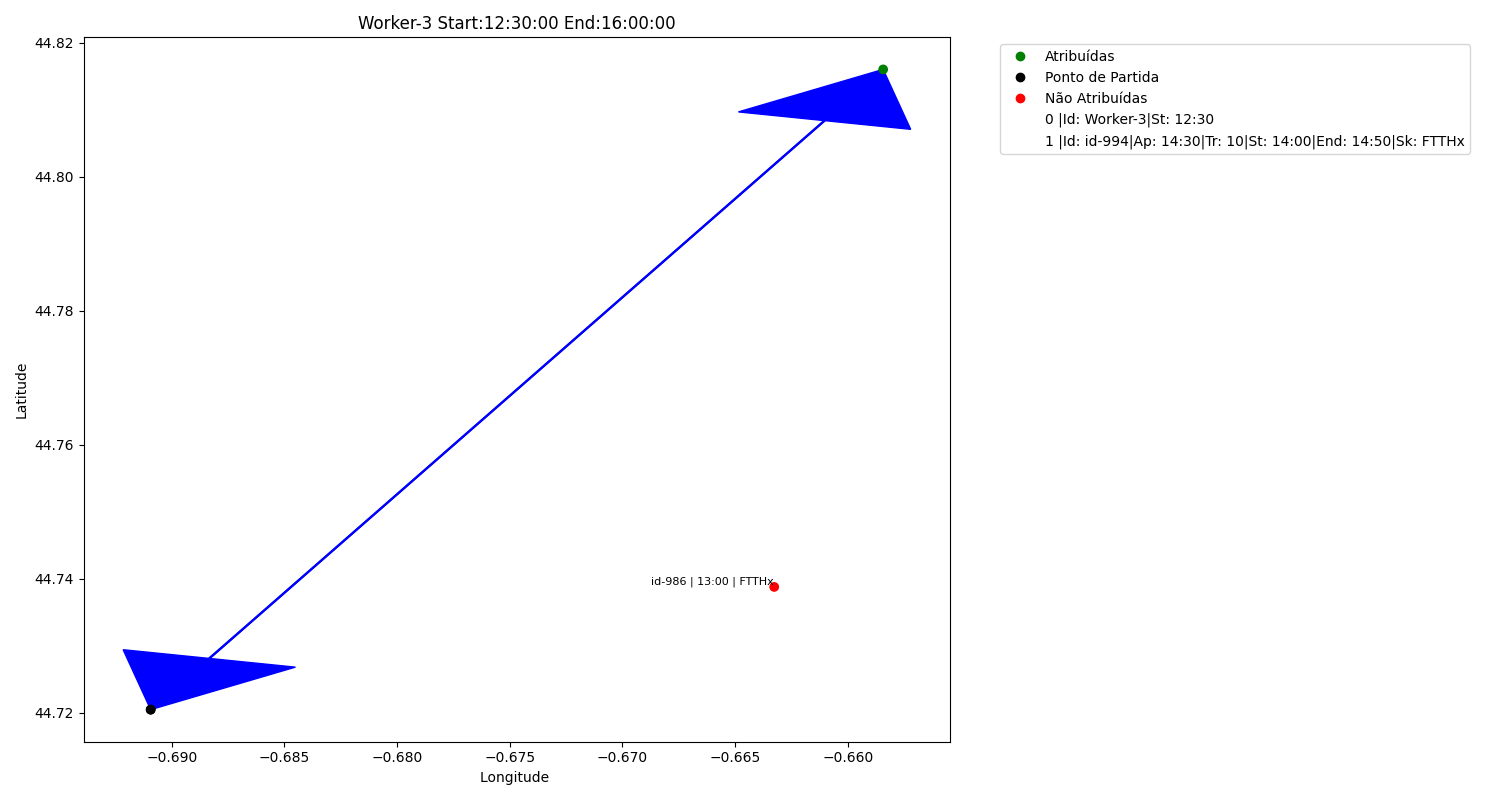 Worker-3 Start:12:30:00 End:16:00:00
44.82
44.80
44.78
44.76
44.74
44.72
Latitude
id-986 | 13:00 | FTTHx
−0.690
−0.685
−0.680
−0.675
−0.670
−0.665
−0.660
Longitude
Atribuídas
Ponto de Partida
Não Atribuídas
0 |Id: Worker-3|St: 12:30
1 |Id: id-994|Ap: 14:30|Tr: 10|St: 14:00|End: 14:50|Sk: FTTHx